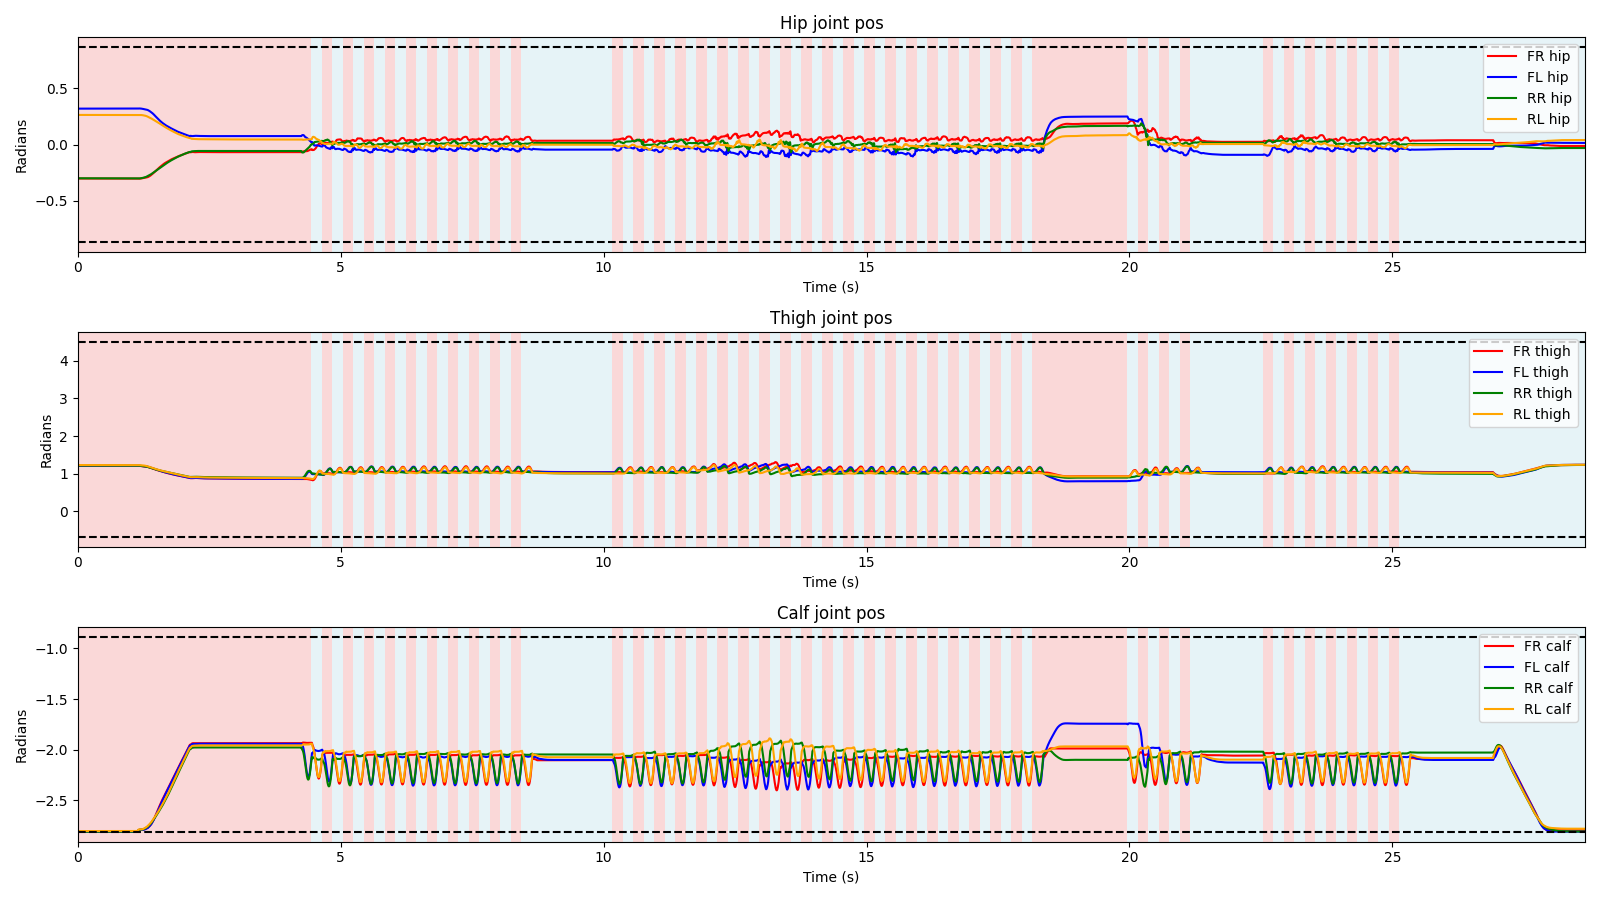 Hip joint pos
Radians
0.5
0.0
−0.5
FR hip
FL hip
RR hip
RL hip
0 5 10 15 20 25
Time (s)
Thigh joint pos
Radians
4
3
2
1
0
FR thigh
FL thigh
RR thigh
RL thigh
0 5 10 15 20 25
Time (s)
Calf joint pos
Radians
−1.0
−1.5
−2.0
−2.5
FR calf
FL calf
RR calf
RL calf
0 5 10 15 20 25
Time (s)